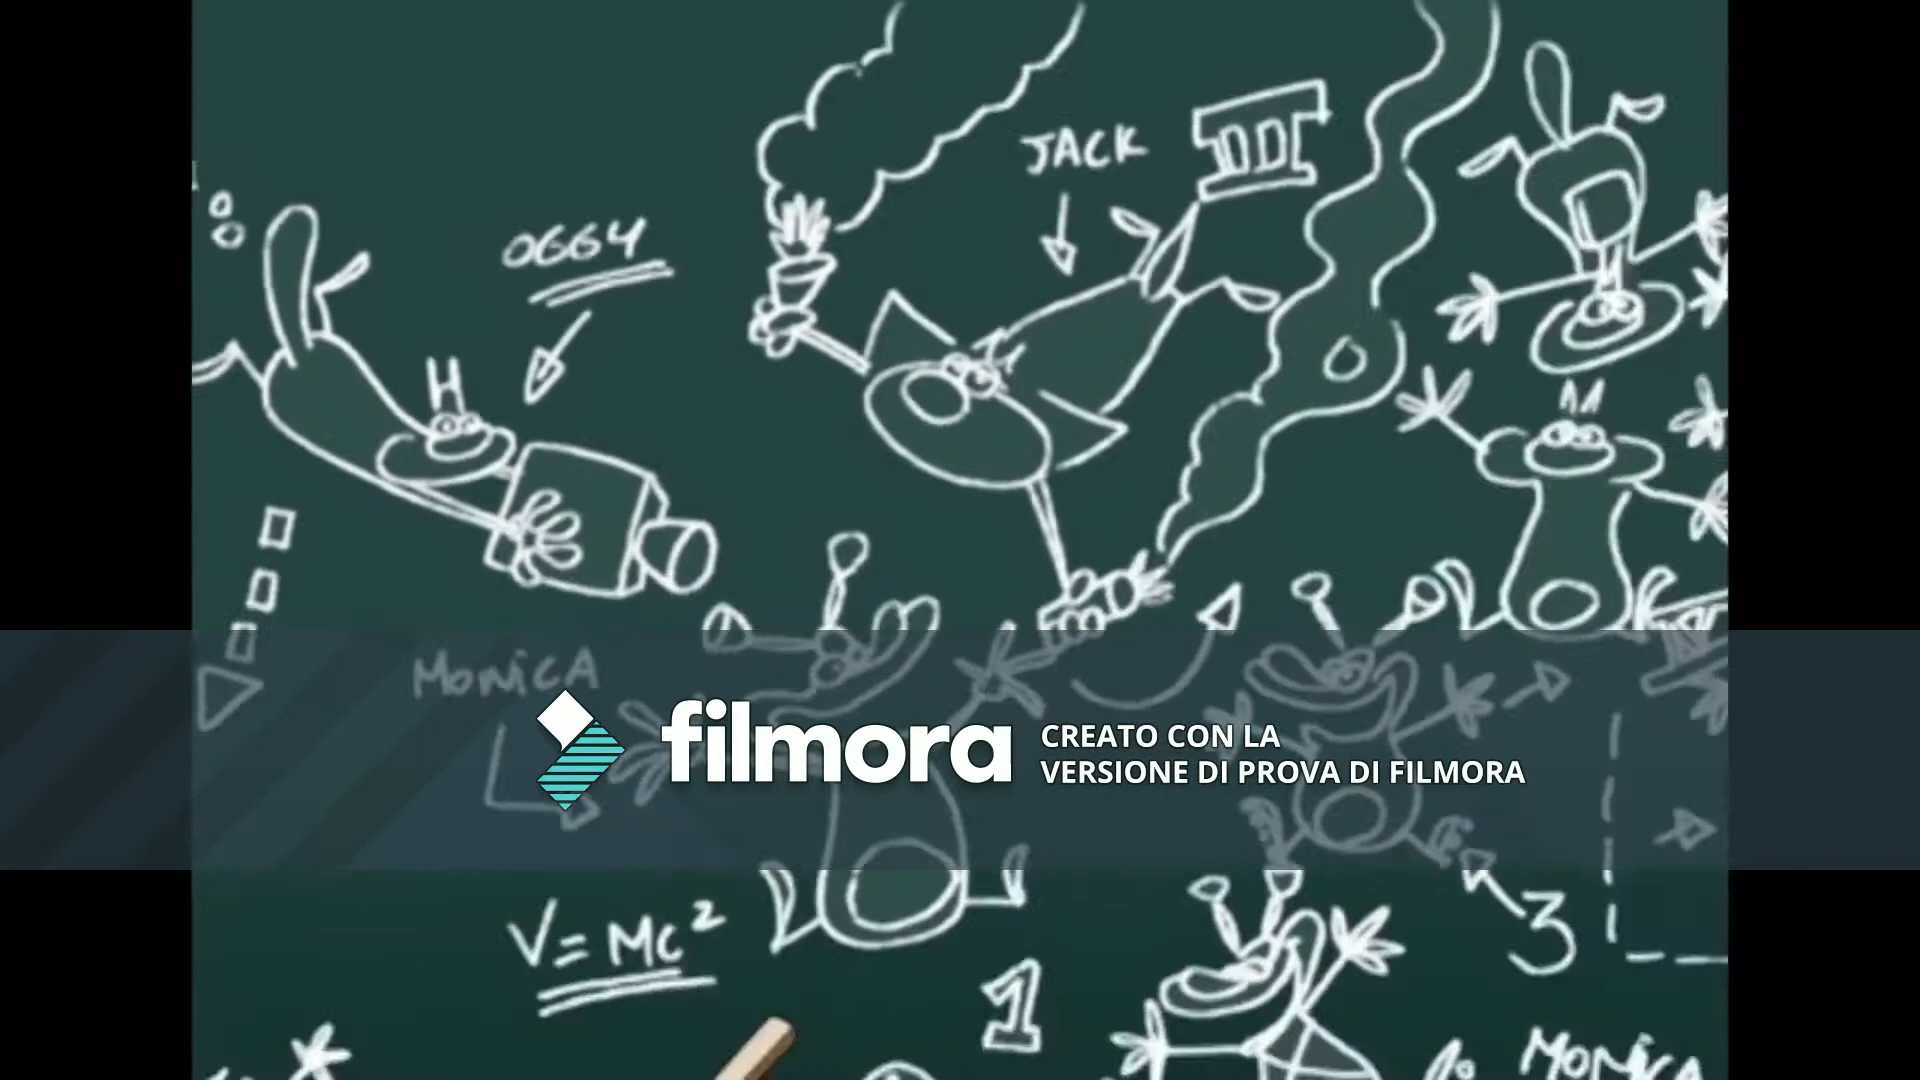 JACK
OGGY
MONICA
filmora
CREATO CON LA
VERSIONE DI PROVA DI FILMORA
V=MC²
3
1
MONICA